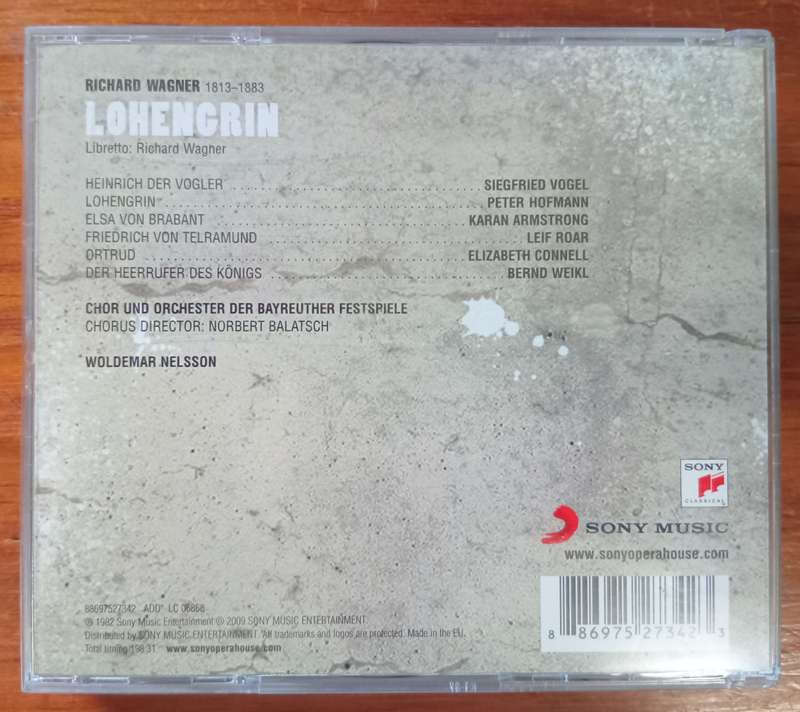 RICHARD WAGNER 1813–1883
LOHENGRIN
Libretto: Richard Wagner
HEINRICH DER VOGLER ........ SIEGFRIED VOGEL
LOHENGRIN ........ PETER HOFMANN
ELSA VON BRABANT ........ KARAN ARMSTRONG
FRIEDRICH VON TELRAMUND ........ LEIF ROAR
ORTRUD ........ ELIZABETH CONNELL
DER HEERRUFER DES KÖNIGS ........ BERND WEIKL
CHOR UND ORCHESTER DER BAYREUTHER FESTSPIELE
CHORUS DIRECTOR: NORBERT BALATSCH
WOLDEMAR NELSSON
SONY
CLASSICAL
SONY MUSIC
www.sonyoperahouse.com
88697527342 ADD* LC 06868
℗ 1982 Sony Music Entertainment © 2009 SONY MUSIC ENTERTAINMENT.
Distributed by SONY MUSIC ENTERTAINMENT *All trademarks and logos are protected. Made in the EU.
Total timing 198:31 www.sonyoperahouse.com
8 86975 27342 3